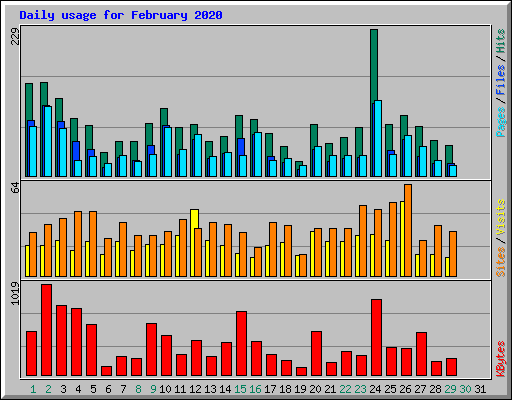 Daily usage for February 2020
229
Pages / Files / Hits
64
Sites / Visits
1019
KBytes
1 2 3 4 5 6 7 8 9 10 11 12 13 14 15 16 17 18 19 20 21 22 23 24 25 26 27 28 29 30 31